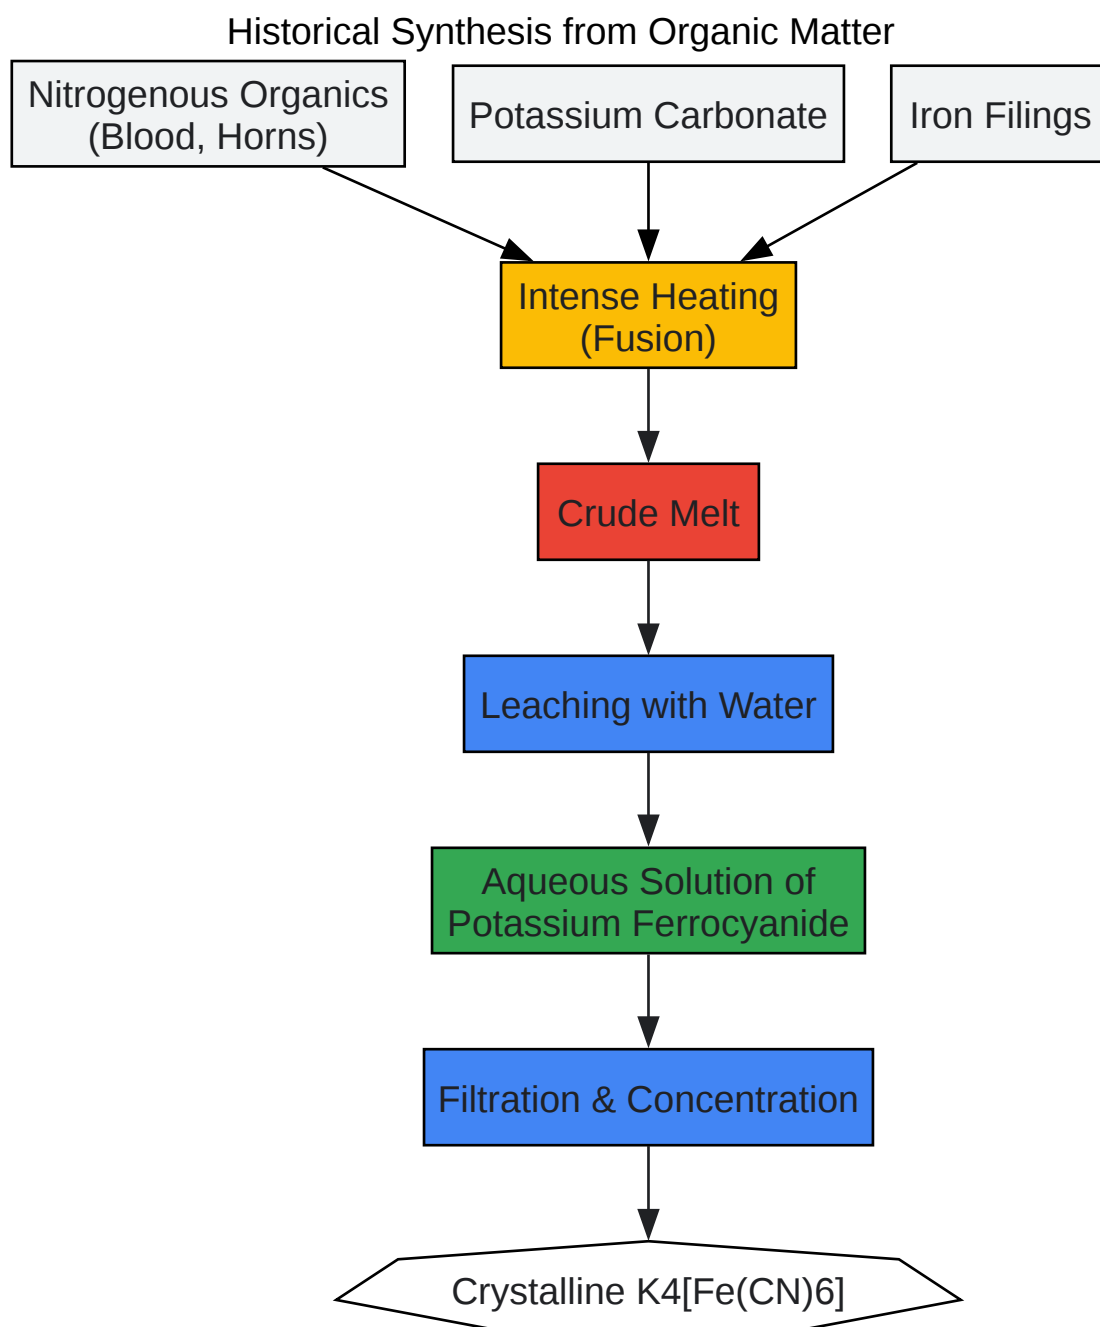 Historical Synthesis from Organic Matter
Nitrogenous Organics
(Blood, Horns)
Potassium Carbonate
Iron Filings
Intense Heating
(Fusion)
Crude Melt
Leaching with Water
Aqueous Solution of
Potassium Ferrocyanide
Filtration & Concentration
Crystalline K4[Fe(CN)6]